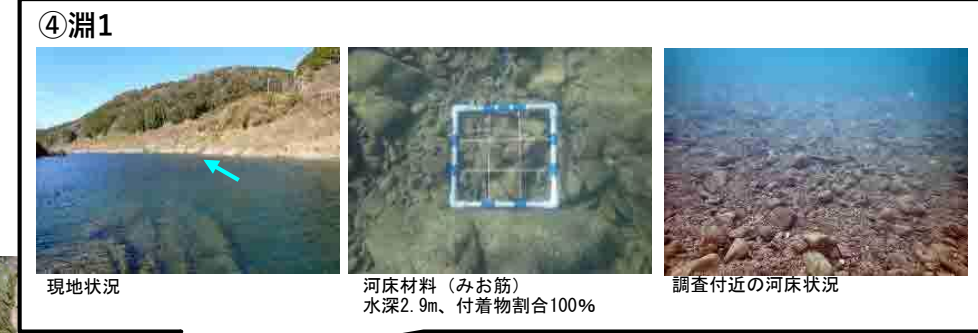 ④淵1
現地状況
河床材料（みお筋）
水深2.9m、付着物割合100%
調査付近の河床状況